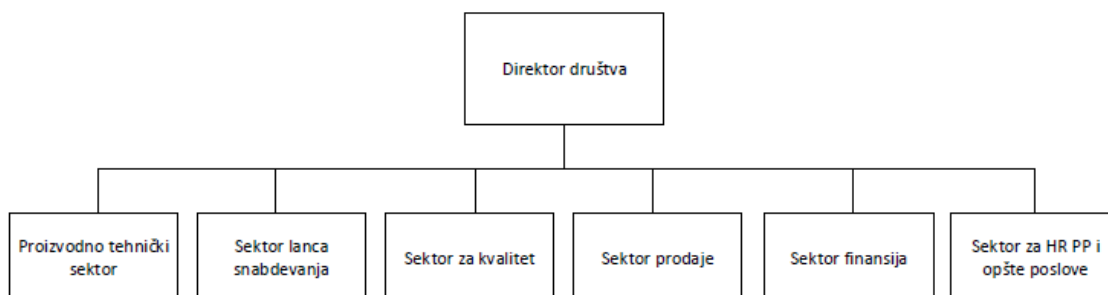 Direktor društva
Proizvodno tehnički
sektor
Sektor lanca
snabdevanja
Sektor za kvalitet
Sektor prodaje
Sektor finansija
Sektor za HR PP i
opšte poslove